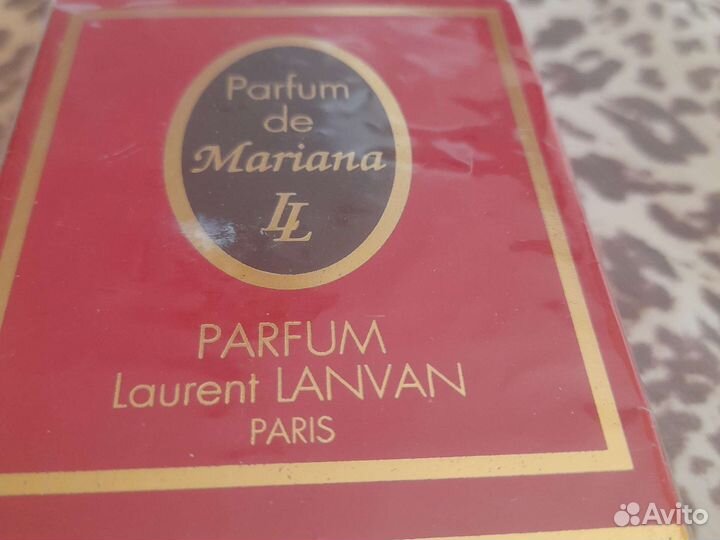 Parfum
de
Mariana
LL
PARFUM
Laurent LANVAN
PARIS
Avito